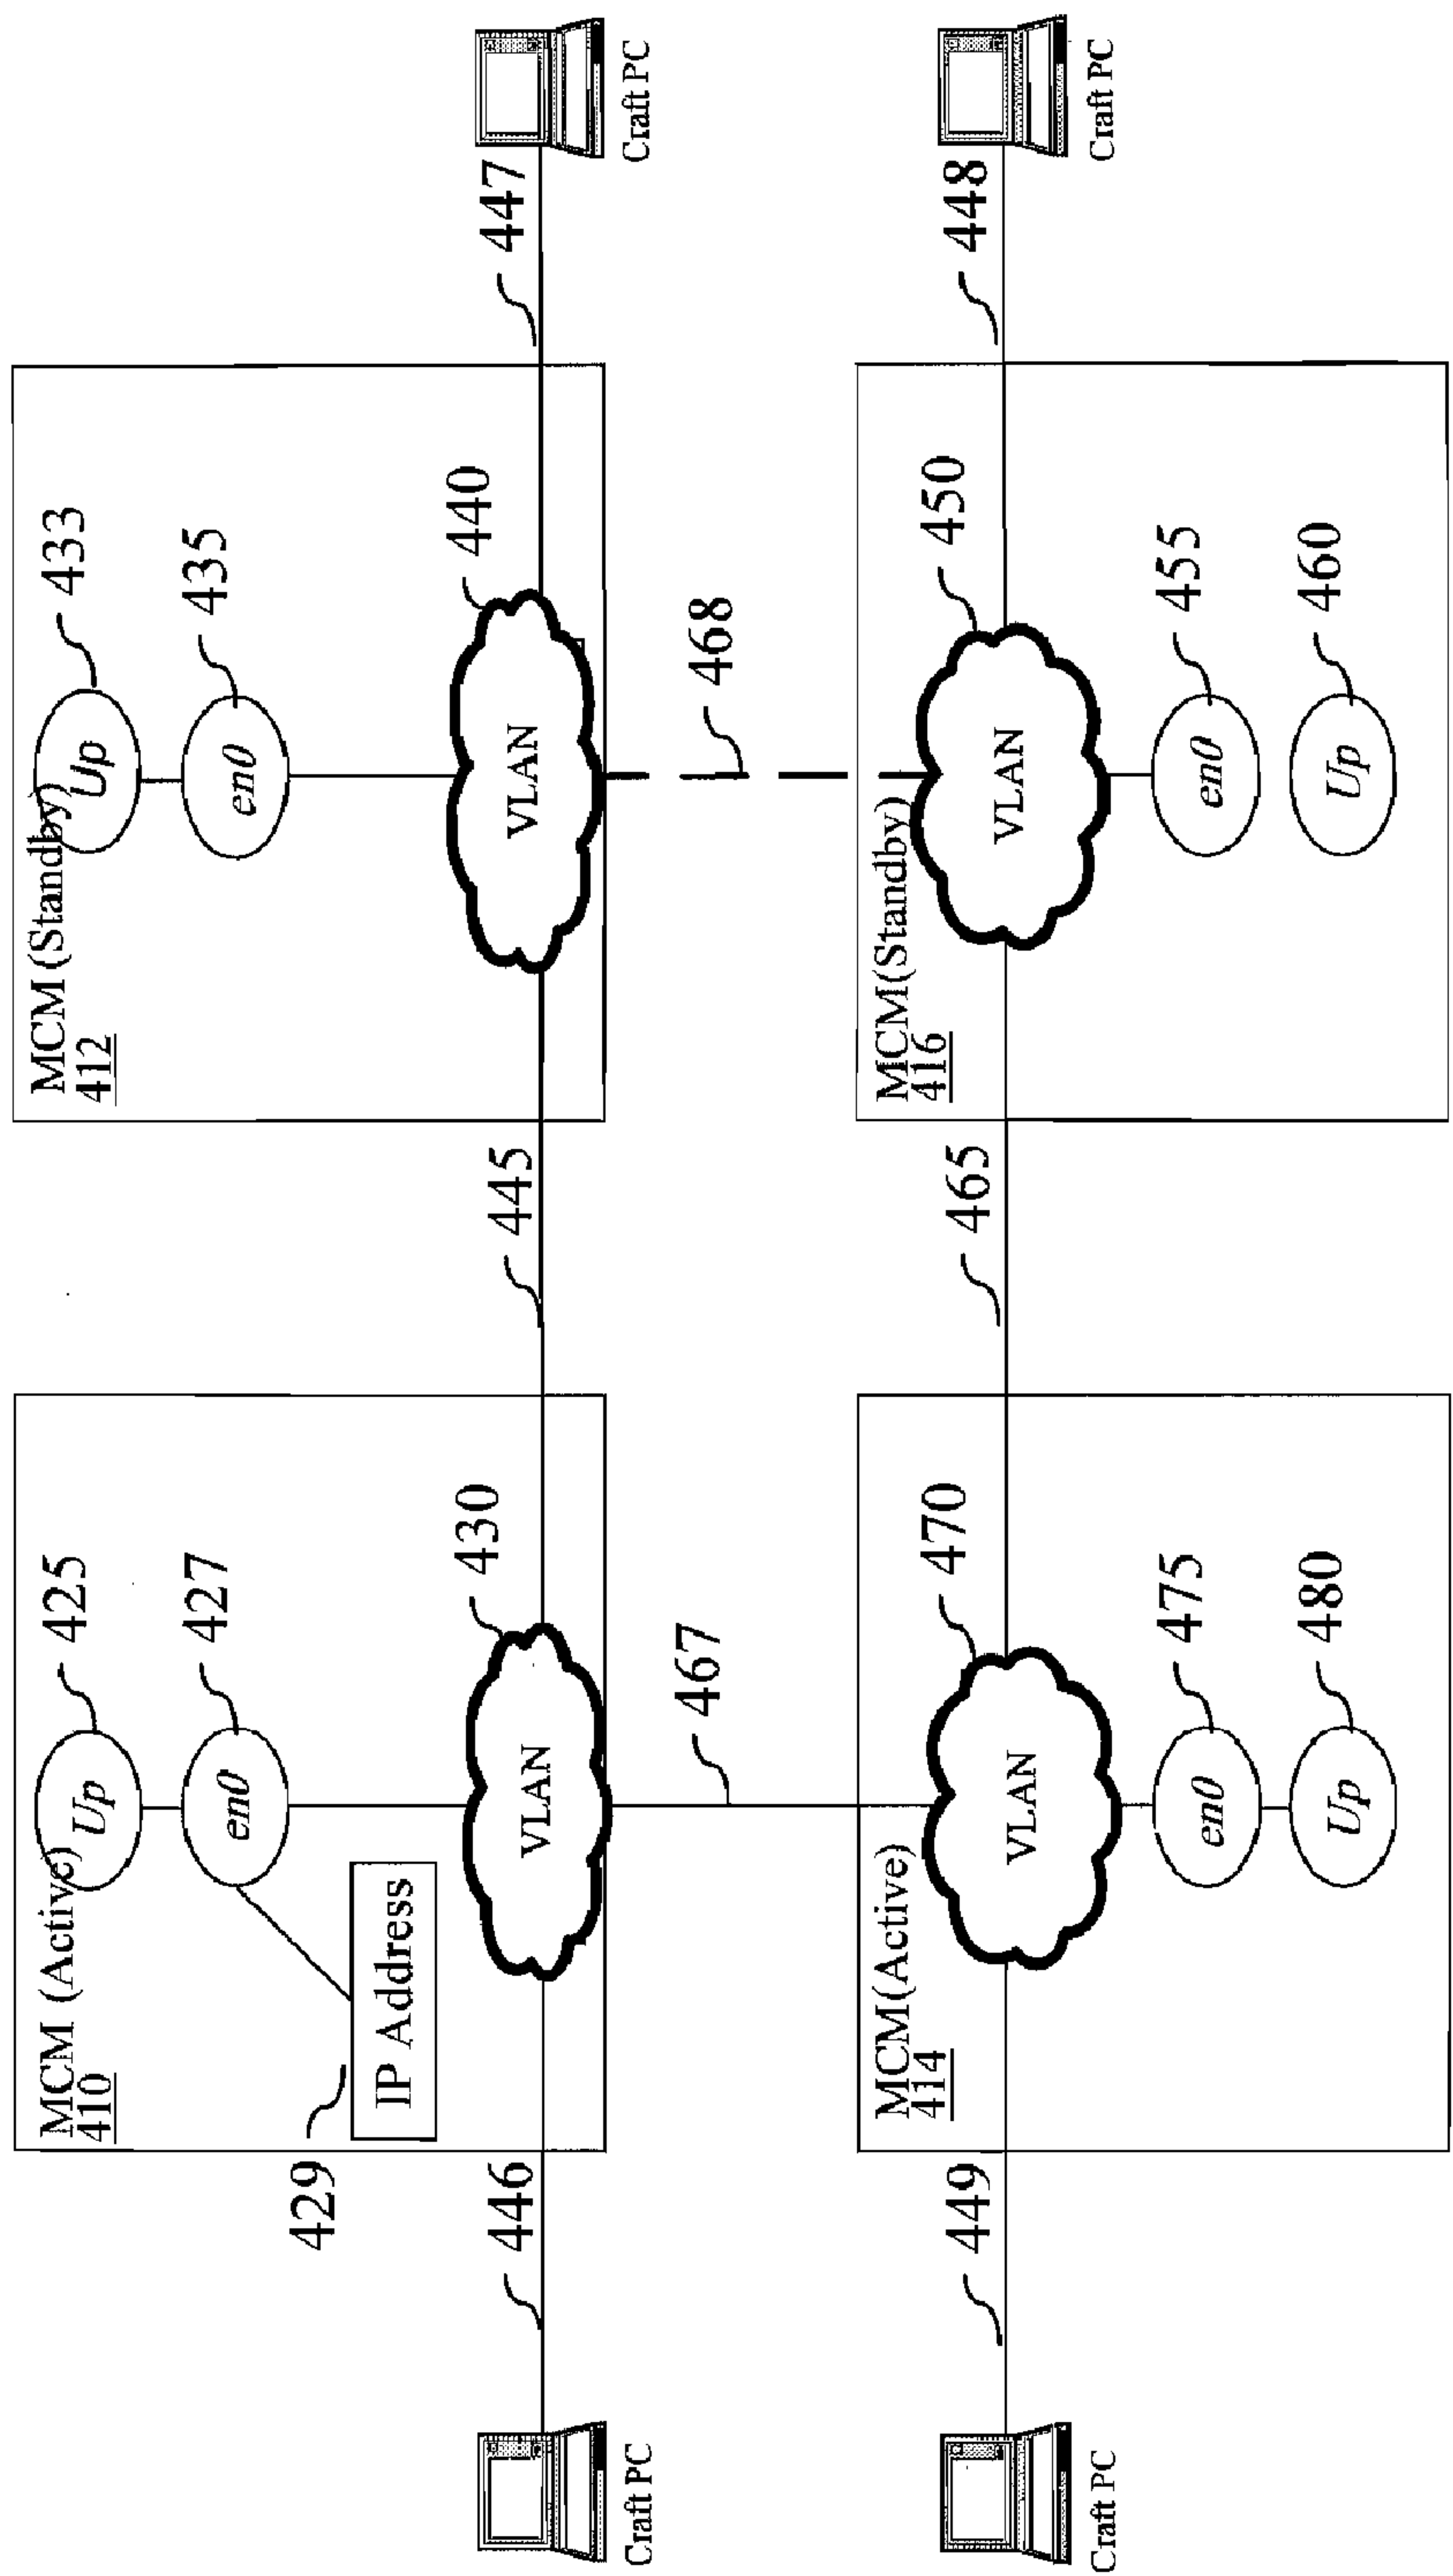 MCM (Active)
410
Up
425
en0
427
IP Address
429
VLAN
430
446
Craft PC
445
MCM (Standby)
412
Up
433
en0
435
VLAN
440
447
Craft PC
467
468
MCM(Active)
414
VLAN
470
en0
475
Up
480
449
Craft PC
465
MCM(Standby)
416
VLAN
450
en0
455
Up
460
448
Craft PC